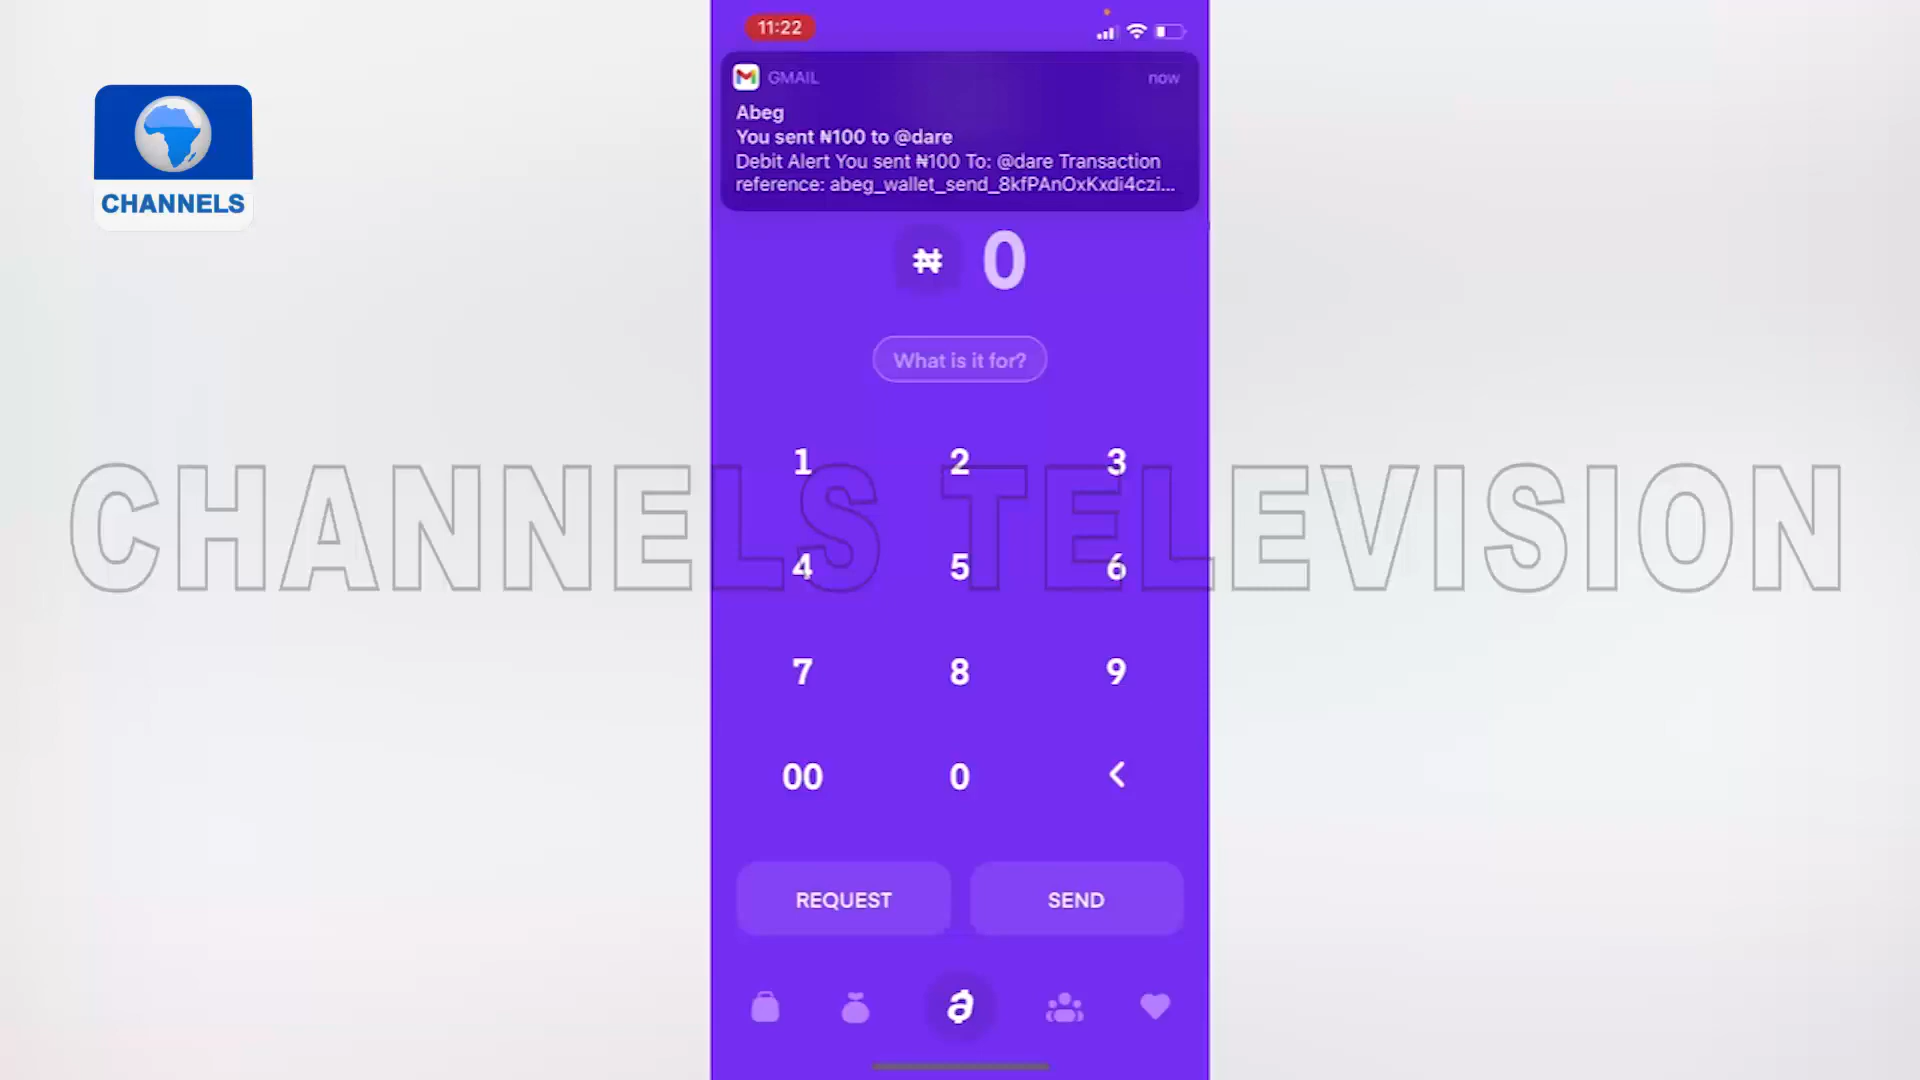 11:22
GMAIL
now
Abeg
You sent ₦100 to @dare
Debit Alert You sent ₦100 To: @dare Transaction
reference: abeg_wallet_send_8kfPAnOxKxdi4czi...
CHANNELS
₦ 0
What is it for?
1 2 3
CHANNELS TELEVISION
4 5 6
7 8 9
00 0 <
REQUEST
SEND